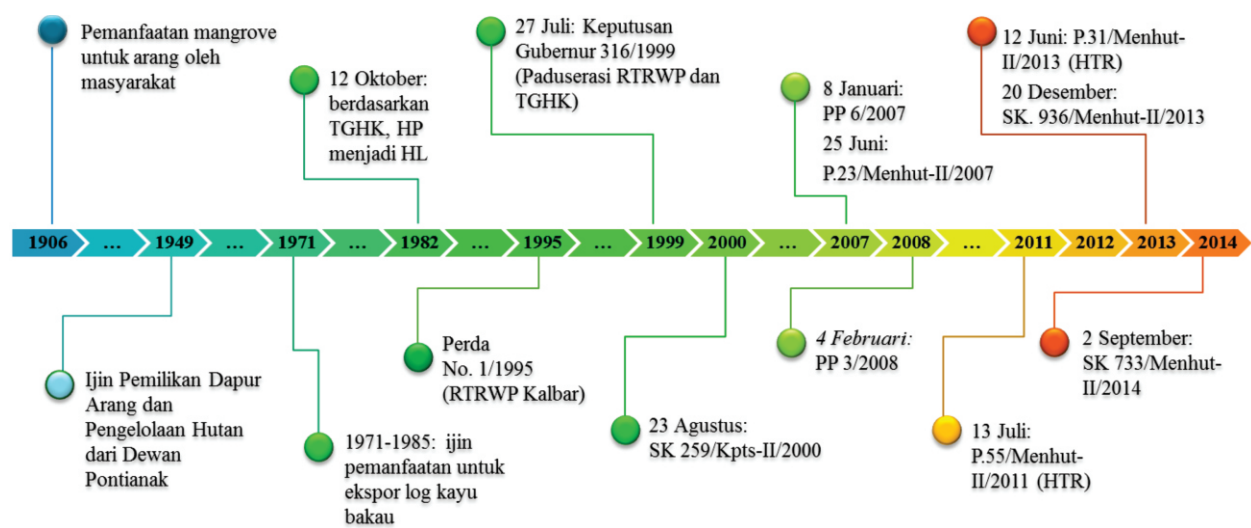 Pemanfaatan mangrove
untuk arang oleh
masyarakat
12 Oktober:
berdasarkan
TGHK, HP
menjadi HL
27 Juli: Keputusan
Gubernur 316/1999
(Paduserasi RTRWP dan
TGHK)
8 Januari:
PP 6/2007
25 Juni:
P.23/Menhut-II/2007
12 Juni: P.31/Menhut-
II/2013 (HTR)
20 Desember:
SK. 936/Menhut-II/2013
1906 ... 1949 ... 1971 ... 1982 ... 1995 ... 1999 2000 ... 2007 2008 ... 2011 2012 2013 2014
Ijin Pemilikan Dapur
Arang dan
Pengelolaan Hutan
dari Dewan
Pontianak
1971-1985: ijin
pemanfaatan untuk
ekspor log kayu
bakau
Perda
No. 1/1995
(RTRWP Kalbar)
23 Agustus:
SK 259/Kpts-II/2000
4 Februari:
PP 3/2008
13 Juli:
P.55/Menhut-
II/2011 (HTR)
2 September:
SK 733/Menhut-
II/2014